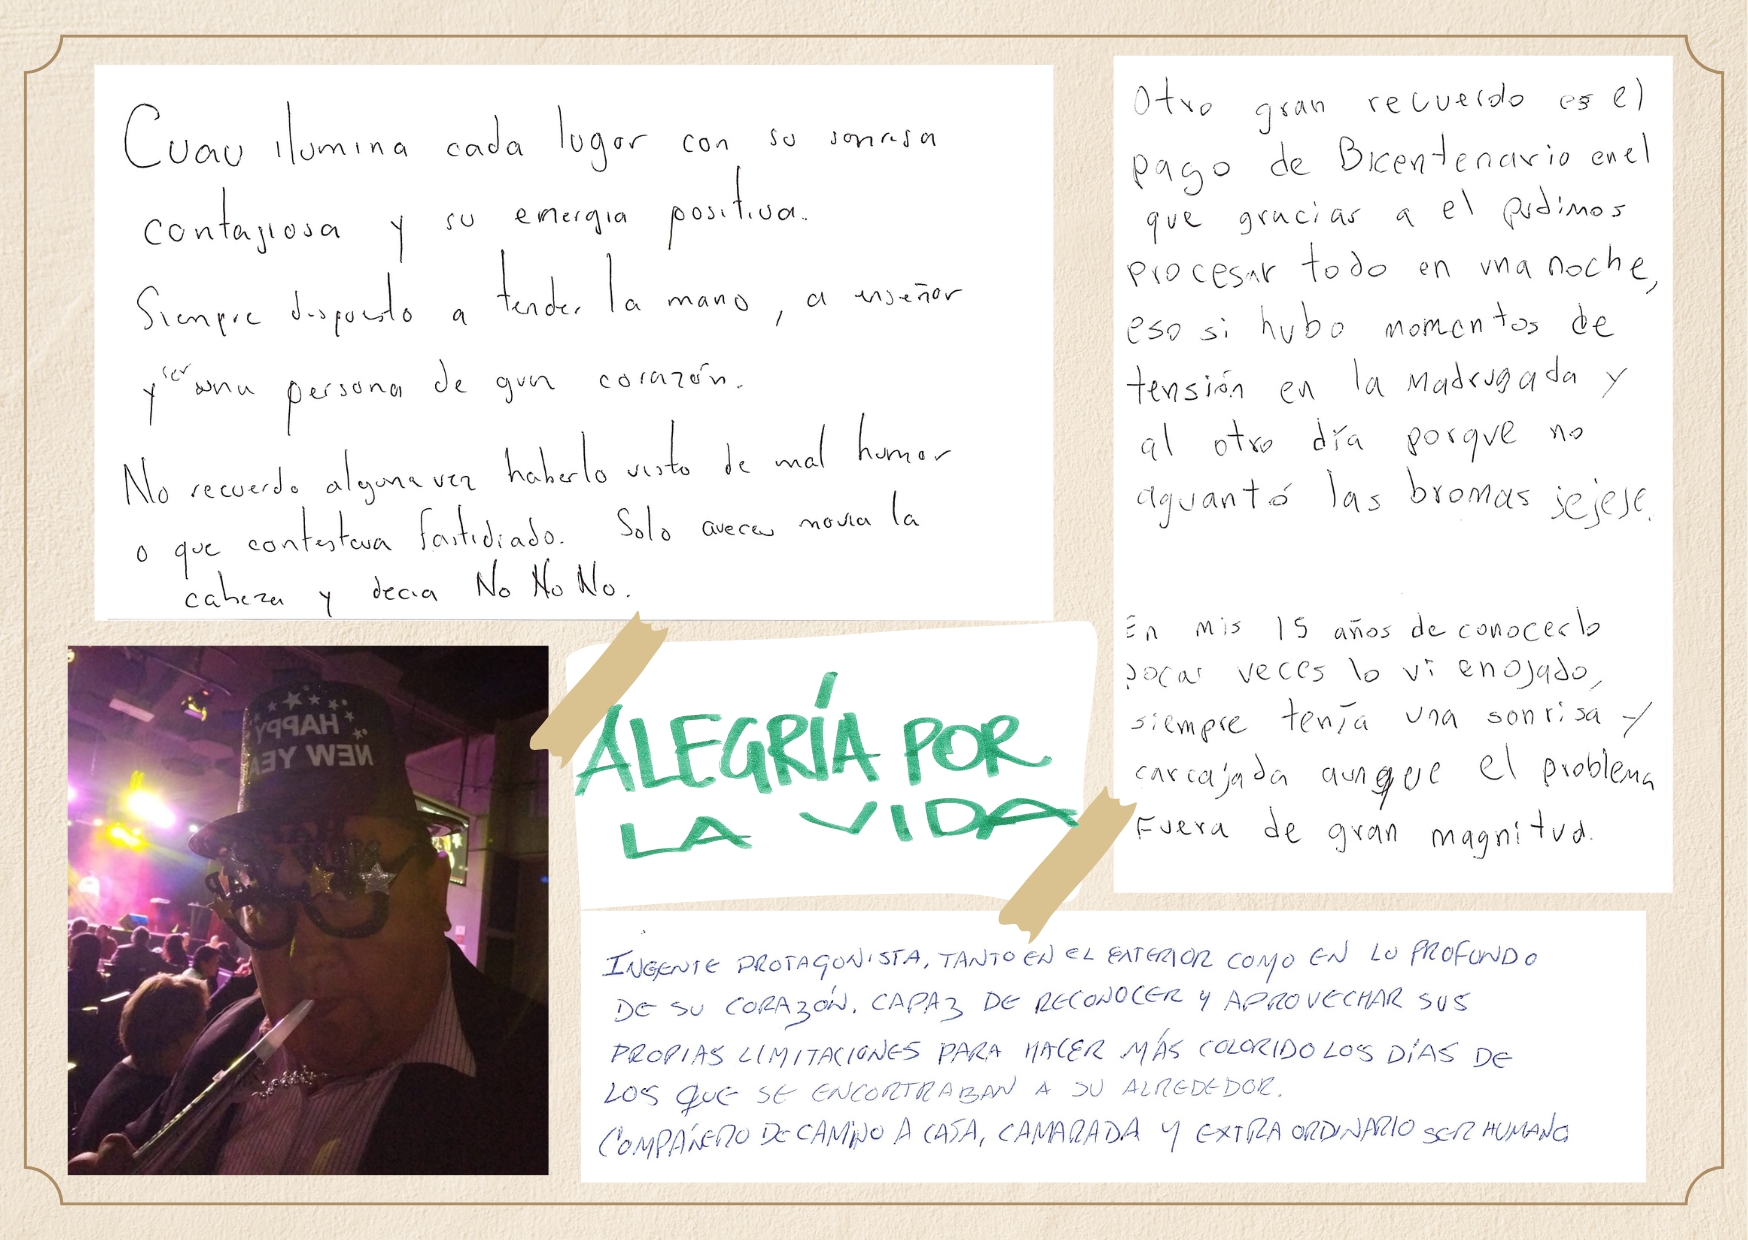 Cuau ilumina cada lugar con su sonrisa
contagiosa y su energia positiva.
Siempre dispuesto a tender la mano, a enseñar
y ser una persona de gran corazón.
No recuerdo alguna vez haberlo visto de mal humor
o que contestava fastidiado. Solo aveces movia la
cabeza y decia No No No.
Otro gran recuerdo es el
pago de Bicentenario en el
que gracias a el pudimos
procesar todo en una noche,
eso si hubo momentos de
tensión en la madrugada y
al otro día porque no
aguantó las bromas jejeje.
En mis 15 años de conocerlo
pocas veces lo vi enojado,
siempre tenía una sonrisa y
carcajada aunque el problema
Fuera de gran magnitud.
HAPPY
NEW YEA
ALEGRÍA POR
LA VIDA
INGENTE PROTAGONISTA, TANTO EN EL EXTERIOR COMO EN LO PROFUNDO
DE SU CORAZÓN. CAPAZ DE RECONOCER Y APROVECHAR SUS
PROPIAS LIMITACIONES PARA HACER MÁS COLORIDO LOS DÍAS DE
LOS QUE SE ENCONTRABAN A SU ALREDEDOR.
COMPAÑERO DE CAMINO A CASA, CAMARADA Y EXTRAORDINARIO SER HUMANO